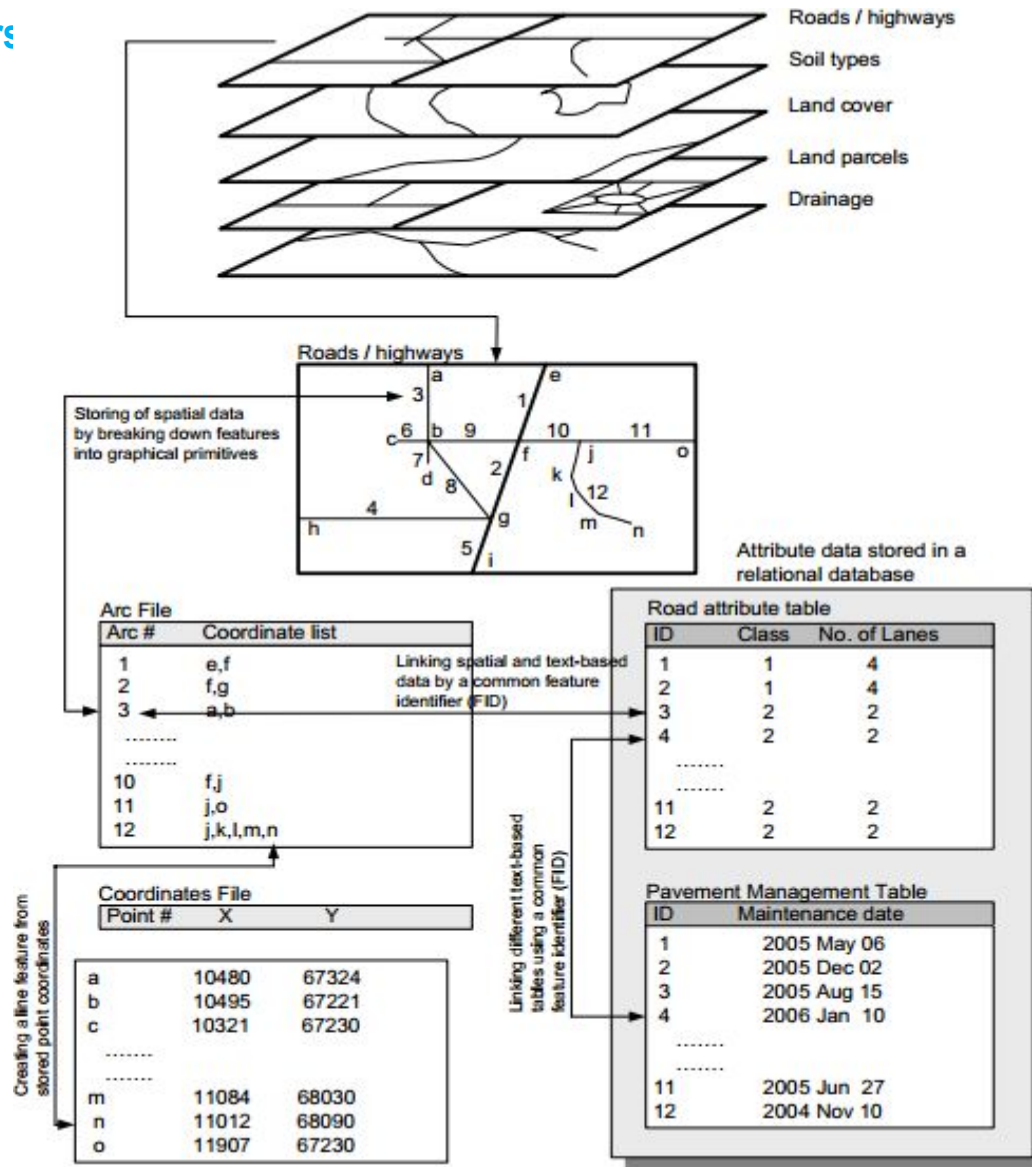 Roads / highways
Soil types
Land cover
Land parcels
Drainage
Roads / highways
Storing of spatial data
by breaking down features
into graphical primitives
a
e
3
1
6
b
9
10
11
c
f
j
o
7
2
k
d
8
l
12
4
g
m
n
h
5
i
Attribute data stored in a
relational database
Arc File
Arc # Coordinate list
1 e,f
2 f,g
3 a,b
........
........
10 f,j
11 j,o
12 j,k,l,m,n
Linking spatial and text-based
data by a common feature
identifier (FID)
Road attribute table
ID Class No. of Lanes
1 1 4
2 1 4
3 2 2
4 2 2
........
........
11 2 2
12 2 2
Linking different text-based
tables using a common
feature identifier (FID)
Creating a line feature from
stored point coordinates
Coordinates File
Point # X Y
a 10480 67324
b 10495 67221
c 10321 67230
........
........
m 11084 68030
n 11012 68090
o 11907 67230
Pavement Management Table
ID Maintenance date
1 2005 May 06
2 2005 Dec 02
3 2005 Aug 15
4 2006 Jan 10
........
........
11 2005 Jun 27
12 2004 Nov 10